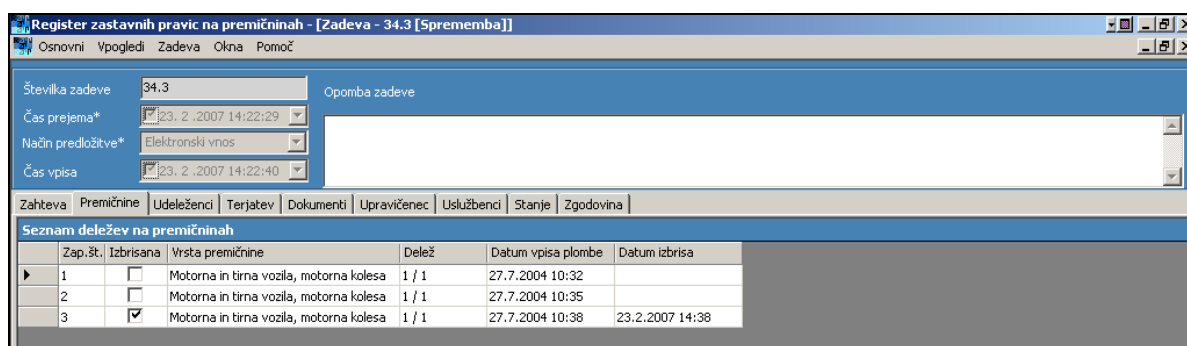 Register zastavnih pravic na premičninah - [Zadeva - 34.3 [Sprememba]]
Osnovni Vpogledi Zadeva Okna Pomoč
Številka zadeve 34.3 Opomba zadeve
Čas prejema* 23. 2 .2007 14:22:29
Način predložitve* Elektronski vnos
Čas vpisa 23. 2 .2007 14:22:40
Zahteva Premičnine Udeleženci Terjatev Dokumenti Upravičenec Uslužbenci Stanje Zgodovina
Seznam deležev na premičninah
Zap.št. Izbrisana Vrsta premičnine Delež Datum vpisa plombe Datum izbrisa
1 Motorna in tirna vozila, motorna kolesa 1 / 1 27.7.2004 10:32
2 Motorna in tirna vozila, motorna kolesa 1 / 1 27.7.2004 10:35
3 Motorna in tirna vozila, motorna kolesa 1 / 1 27.7.2004 10:38 23.2.2007 14:38